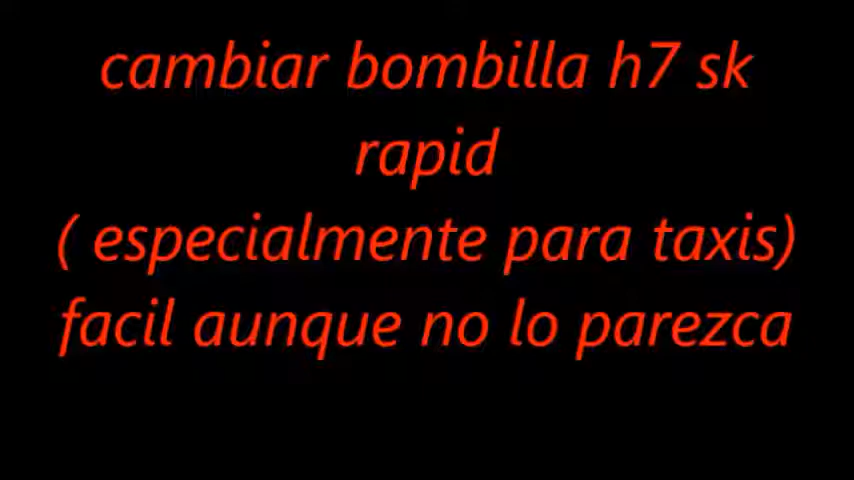 cambiar bombilla h7 sk
rapid
( especialmente para taxis)
facil aunque no lo parezca